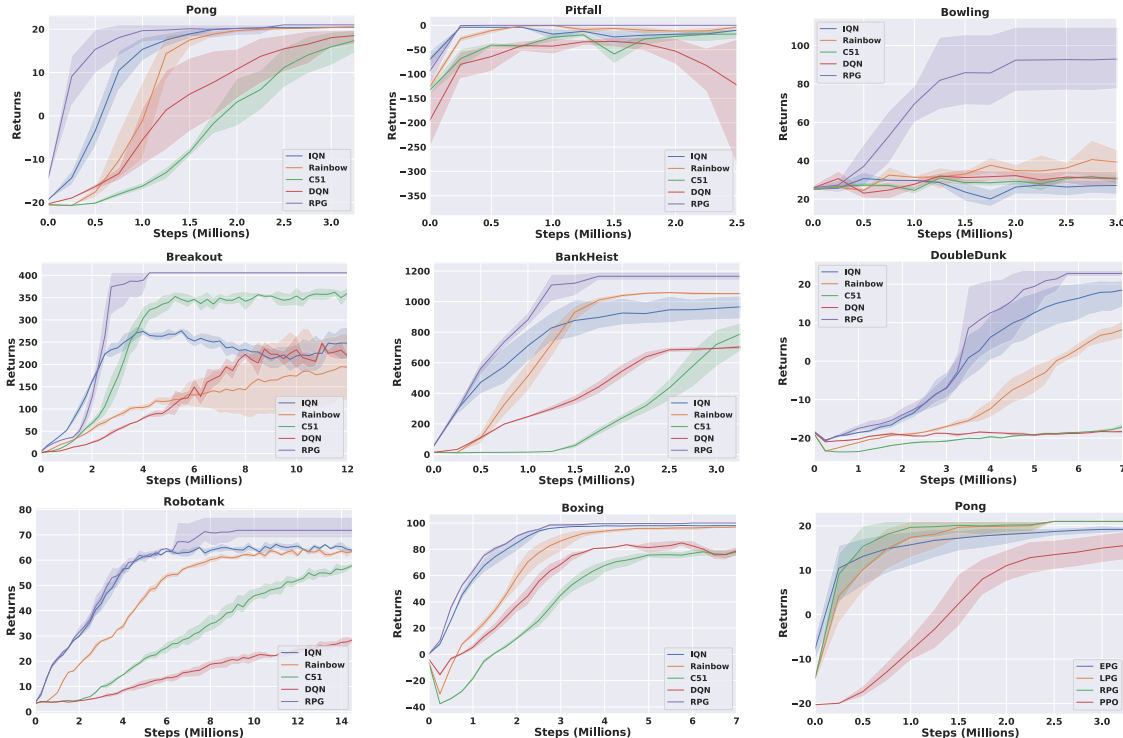 Pong
Returns
20
10
0
−10
−20
IQN
Rainbow
C51
DQN
RPG
0.0 0.5 1.0 1.5 2.0 2.5 3.0
Steps (Millions)
Pitfall
Returns
0
−50
−100
−150
−200
−250
−300
−350
IQN
Rainbow
C51
DQN
RPG
0.0 0.5 1.0 1.5 2.0 2.5
Steps (Millions)
Bowling
Returns
100
80
60
40
20
IQN
Rainbow
C51
DQN
RPG
0.0 0.5 1.0 1.5 2.0 2.5 3.0
Steps (Millions)
Breakout
Returns
400
350
300
250
200
150
100
50
0
IQN
Rainbow
C51
DQN
RPG
0 2 4 6 8 10 12
Steps (Millions)
BankHeist
Returns
1200
1000
800
600
400
200
0
IQN
Rainbow
C51
DQN
RPG
0.0 0.5 1.0 1.5 2.0 2.5 3.0
Steps (Millions)
DoubleDunk
Returns
20
10
0
−10
−20
IQN
Rainbow
C51
DQN
RPG
0 1 2 3 4 5 6 7
Steps (Millions)
Robotank
Returns
80
70
60
50
40
30
20
10
0
IQN
Rainbow
C51
DQN
RPG
0 2 4 6 8 10 12 14
Steps (Millions)
Boxing
Returns
100
80
60
40
20
0
−20
−40
IQN
Rainbow
C51
DQN
RPG
0 1 2 3 4 5 6 7
Steps (Millions)
Pong
Returns
20
10
0
−10
−20
EPG
LPG
RPG
PPO
0.0 0.5 1.0 1.5 2.0 2.5 3.0
Steps (Millions)